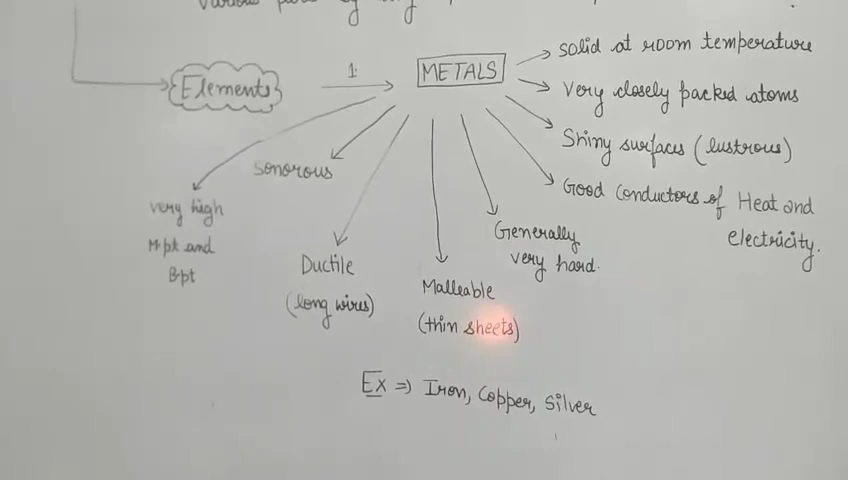 Various
Elements
1
METALS
solid at room temperature
very closely packed atoms
Shiny surfaces (lustrous)
Good conductors of Heat and
electricity.
Generally
very hard.
Malleable
(thin sheets)
Ductile
(long wires)
Sonorous
very high
M.pt and
B.pt
Ex => Iron, Copper, Silver